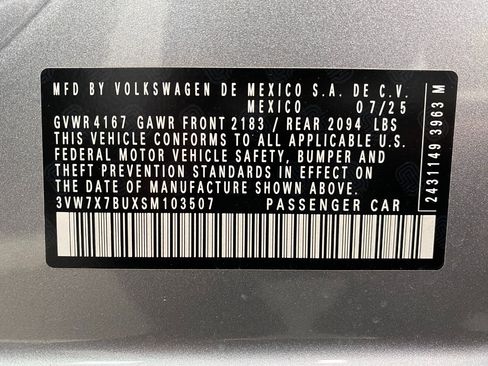 MFD BY VOLKSWAGEN DE MEXICO S.A. DE C.V.
MEXICO 07/25
GVWR 4167 GAWR FRONT 2183 / REAR 2094 LBS
THIS VEHICLE CONFORMS TO ALL APPLICABLE U.S.
FEDERAL MOTOR VEHICLE SAFETY, BUMPER AND
THEFT PREVENTION STANDARDS IN EFFECT ON
THE DATE OF MANUFACTURE SHOWN ABOVE.
3VW7X7BUXSM103507 PASSENGER CAR
2431149 3963 M